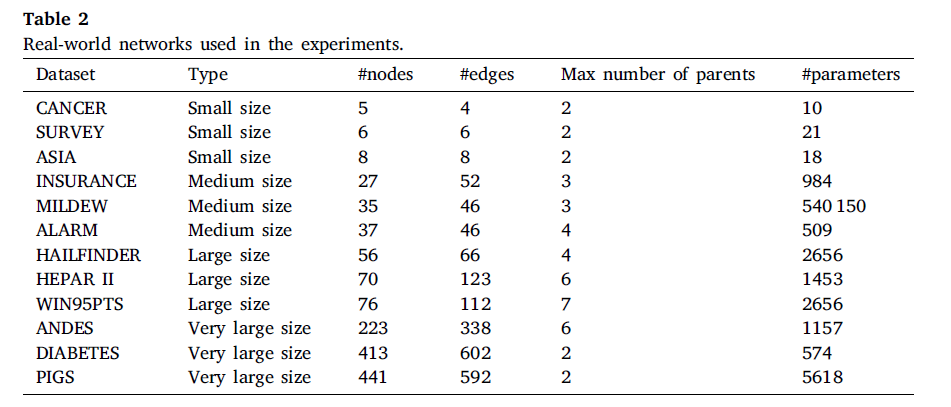 Table 2
Real-world networks used in the experiments.
Dataset Type #nodes #edges Max number of parents #parameters
CANCER Small size 5 4 2 10
SURVEY Small size 6 6 2 21
ASIA Small size 8 8 2 18
INSURANCE Medium size 27 52 3 984
MILDEW Medium size 35 46 3 540 150
ALARM Medium size 37 46 4 509
HAILFINDER Large size 56 66 4 2656
HEPAR II Large size 70 123 6 1453
WIN95PTS Large size 76 112 7 2656
ANDES Very large size 223 338 6 1157
DIABETES Very large size 413 602 2 574
PIGS Very large size 441 592 2 5618